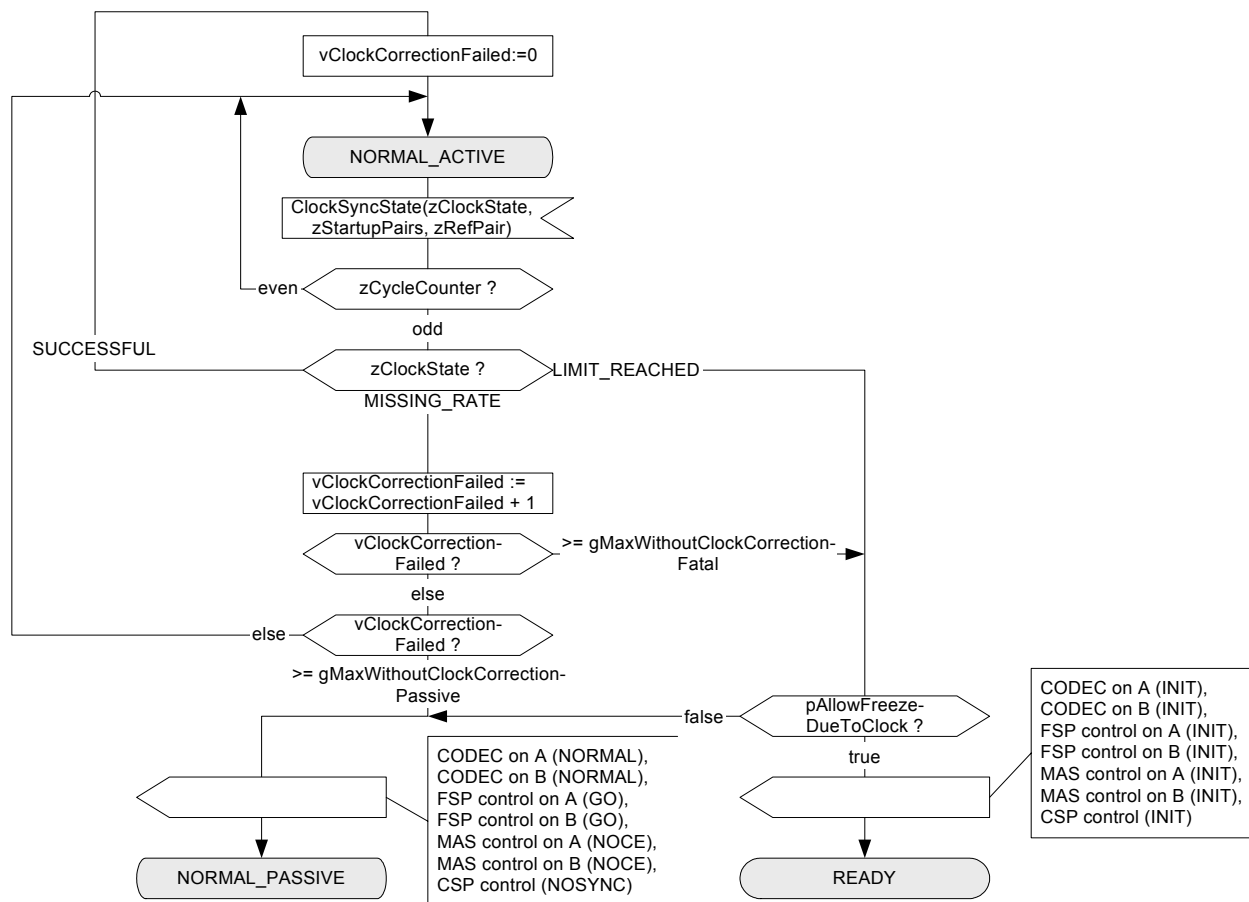 vClockCorrectionFailed:=0
NORMAL_ACTIVE
ClockSyncState(zClockState,
zStartupPairs, zRefPair)
even
zCycleCounter ?
odd
SUCCESSFUL
zClockState ?
LIMIT_REACHED
MISSING_RATE
vClockCorrectionFailed :=
vClockCorrectionFailed + 1
vClockCorrection-
Failed ?
>= gMaxWithoutClockCorrection-
Fatal
else
else
vClockCorrection-
Failed ?
>= gMaxWithoutClockCorrection-
Passive
false
pAllowFreeze-
DueToClock ?
true
CODEC on A (INIT),
CODEC on B (INIT),
FSP control on A (INIT),
FSP control on B (INIT),
MAS control on A (INIT),
MAS control on B (INIT),
CSP control (INIT)
CODEC on A (NORMAL),
CODEC on B (NORMAL),
FSP control on A (GO),
FSP control on B (GO),
MAS control on A (NOCE),
MAS control on B (NOCE),
CSP control (NOSYNC)
NORMAL_PASSIVE
READY